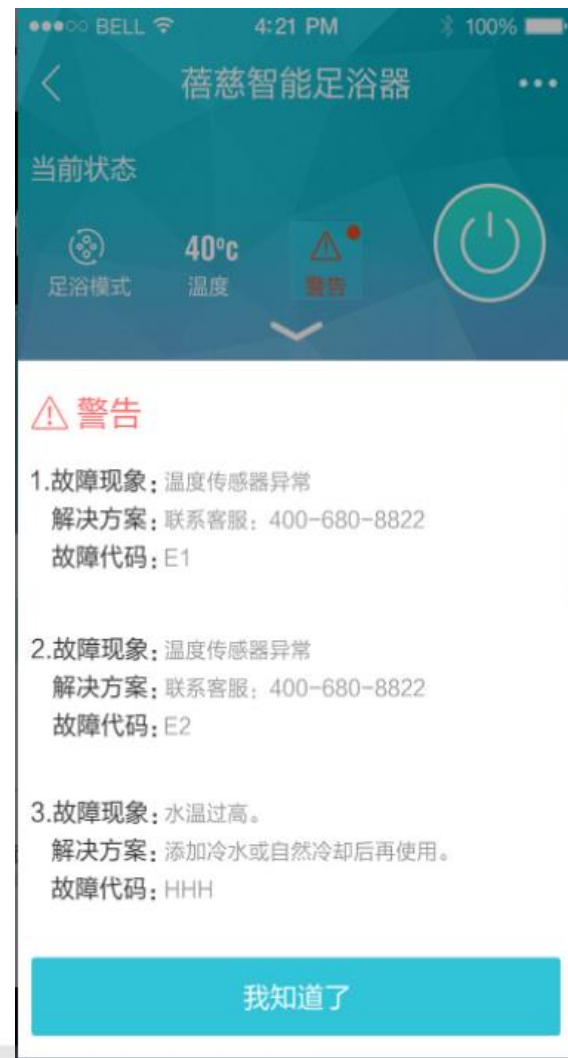 BELL 4:21 PM 100%
蓓慈智能足浴器
当前状态
40°c
足浴模式 温度 警告
警告
1.故障现象：温度传感器异常
解决方案：联系客服：400-680-8822
故障代码：E1
2.故障现象：温度传感器异常
解决方案：联系客服：400-680-8822
故障代码：E2
3.故障现象：水温过高。
解决方案：添加冷水或自然冷却后再使用。
故障代码：HHH
我知道了